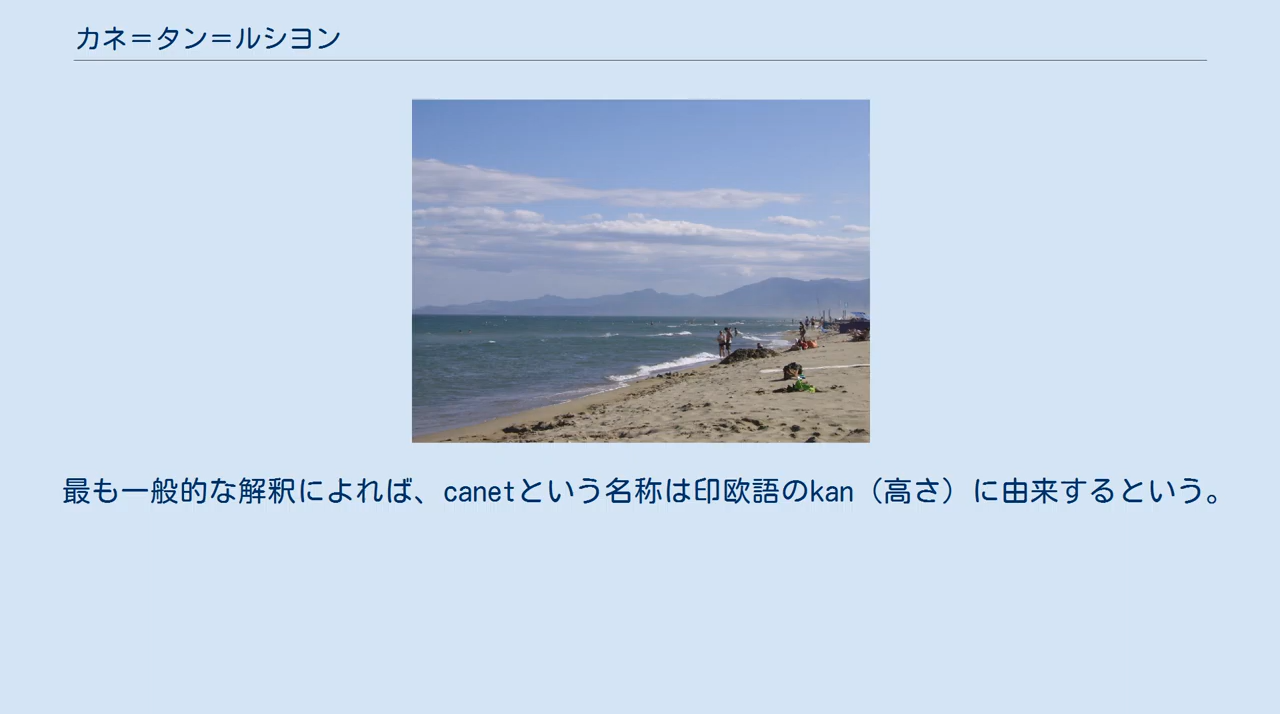 カネ＝タン＝ルシヨン
最も一般的な解釈によれば、canetという名称は印欧語のkan（高さ）に由来するという。